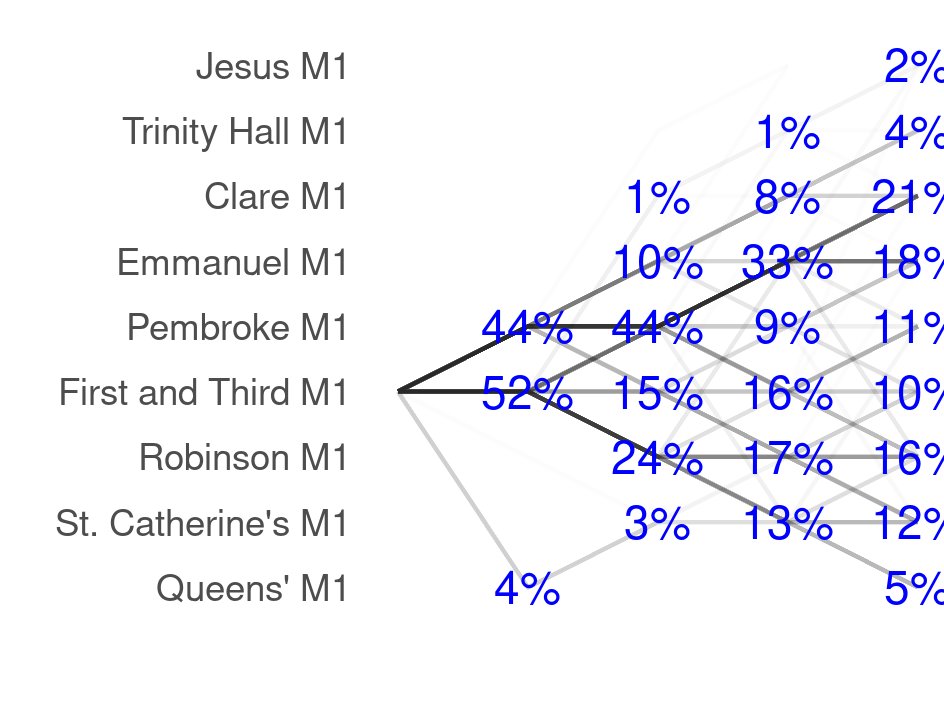 Jesus M1 2%
Trinity Hall M1 1% 4%
Clare M1 1% 8% 21%
Emmanuel M1 10% 33% 18%
Pembroke M1 44% 44% 9% 11%
First and Third M1 52% 15% 16% 10%
Robinson M1 24% 17% 16%
St. Catherine's M1 3% 13% 12%
Queens' M1 4% 5%